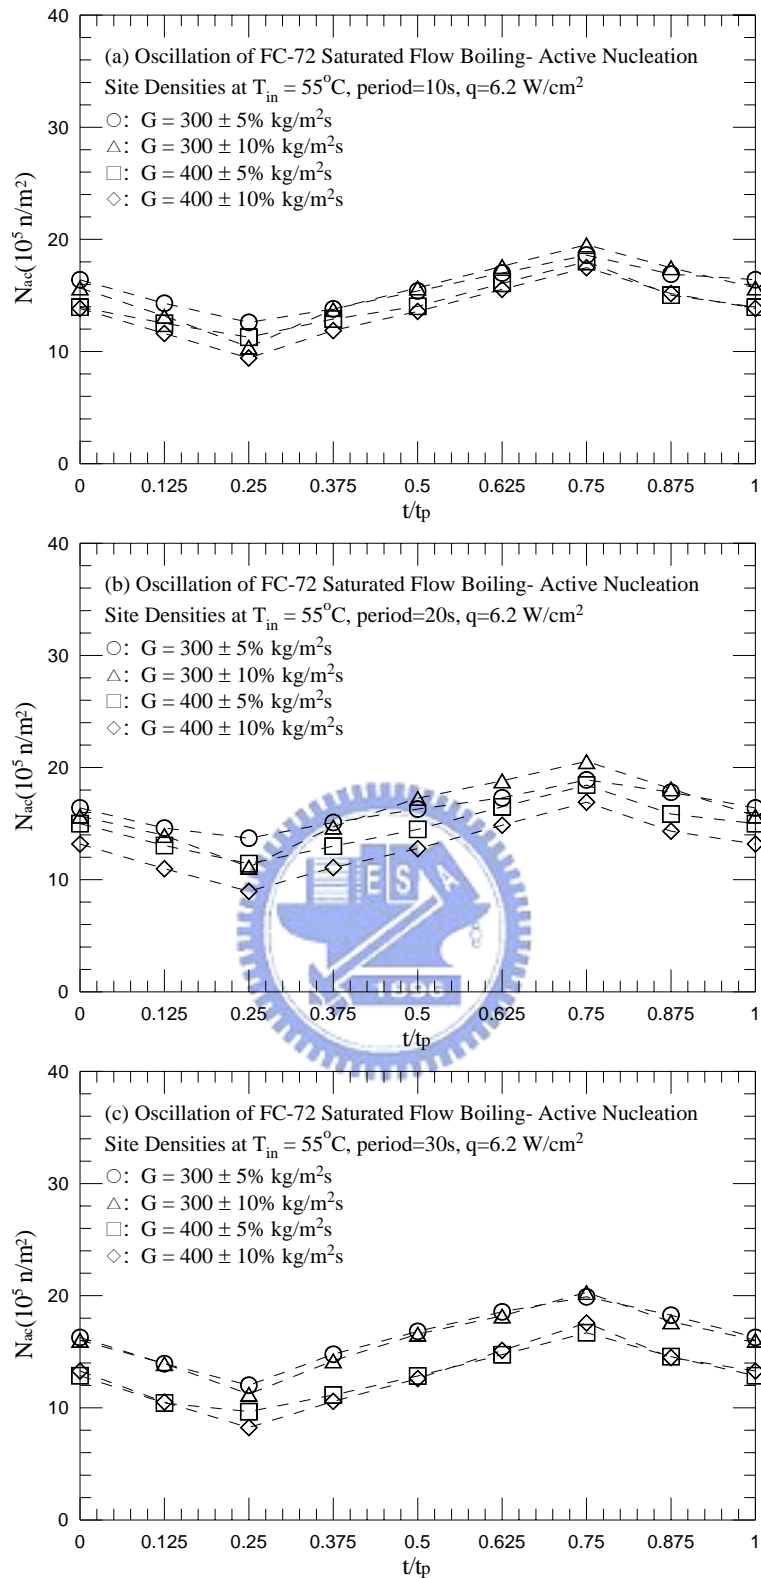 40
(a) Oscillation of FC-72 Saturated Flow Boiling- Active Nucleation
Site Densities at T_in = 55°C, period=10s, q=6.2 W/cm²
○: G = 300 ± 5% kg/m²s
△: G = 300 ± 10% kg/m²s
□: G = 400 ± 5% kg/m²s
◇: G = 400 ± 10% kg/m²s
30
20
10
0
Nac(10⁵ n/m²)
0 0.125 0.25 0.375 0.5 0.625 0.75 0.875 1
t/tp
40
(b) Oscillation of FC-72 Saturated Flow Boiling- Active Nucleation
Site Densities at T_in = 55°C, period=20s, q=6.2 W/cm²
○: G = 300 ± 5% kg/m²s
△: G = 300 ± 10% kg/m²s
□: G = 400 ± 5% kg/m²s
◇: G = 400 ± 10% kg/m²s
30
20
10
0
Nac(10⁵ n/m²)
E S A
1896
0 0.125 0.25 0.375 0.5 0.625 0.75 0.875 1
t/tp
40
(c) Oscillation of FC-72 Saturated Flow Boiling- Active Nucleation
Site Densities at T_in = 55°C, period=30s, q=6.2 W/cm²
○: G = 300 ± 5% kg/m²s
△: G = 300 ± 10% kg/m²s
□: G = 400 ± 5% kg/m²s
◇: G = 400 ± 10% kg/m²s
30
20
10
0
Nac(10⁵ n/m²)
0 0.125 0.25 0.375 0.5 0.625 0.75 0.875 1
t/tp